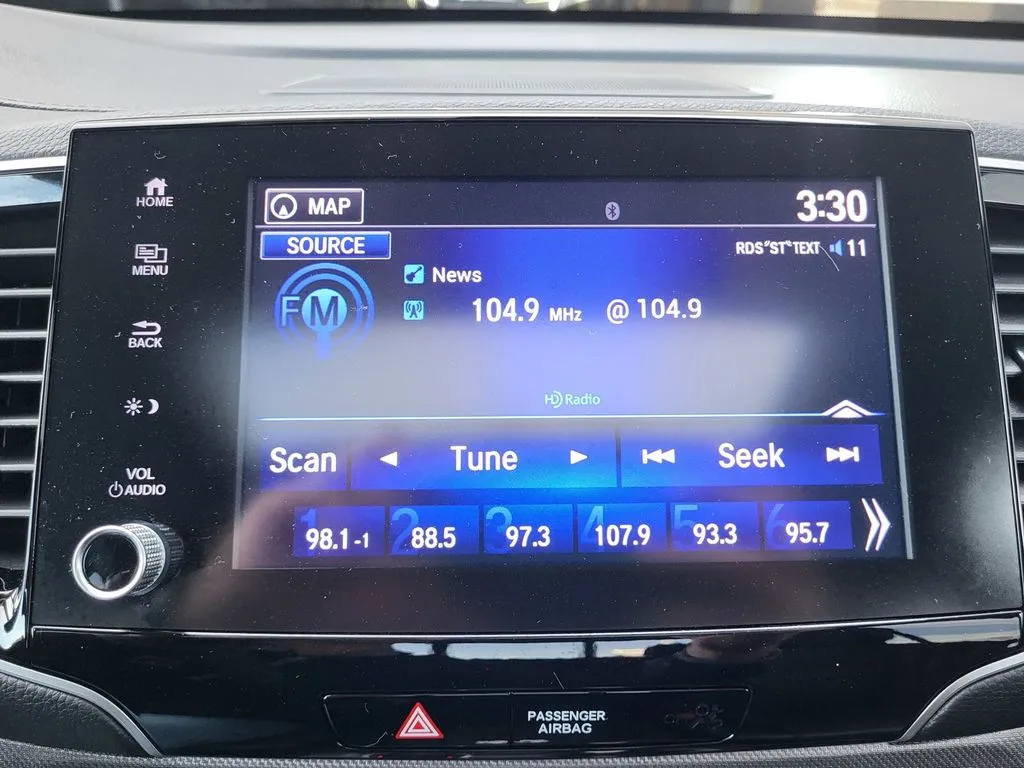 HOME
MENU
BACK
VOL
AUDIO
MAP
3:30
SOURCE
RDS ST TEXT 11
FM
News
104.9 MHz @ 104.9
HD Radio
Scan
Tune
Seek
1 98.1-1
2 88.5
3 97.3
4 107.9
5 93.3
6 95.7
PASSENGER
AIRBAG